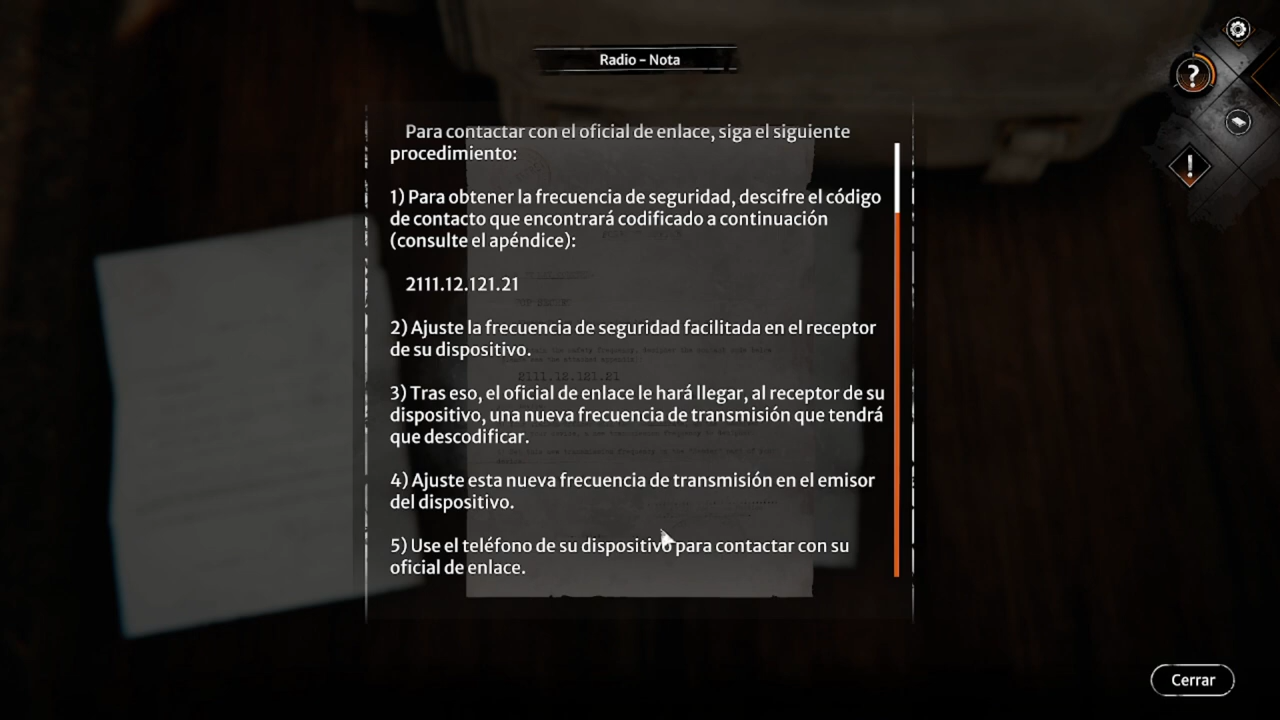 Radio - Nota
Para contactar con el oficial de enlace, siga el siguiente
procedimiento:
1) Para obtener la frecuencia de seguridad, descifre el código
de contacto que encontrará codificado a continuación
(consulte el apéndice):
2111.12.121.21
2) Ajuste la frecuencia de seguridad facilitada en el receptor
de su dispositivo.
2111.12.121.21
3) Tras eso, el oficial de enlace le hará llegar, al receptor de su
dispositivo, una nueva frecuencia de transmisión que tendrá
que descodificar.
4) Ajuste esta nueva frecuencia de transmisión en el emisor
del dispositivo.
5) Use el teléfono de su dispositivo para contactar con su
oficial de enlace.
Cerrar